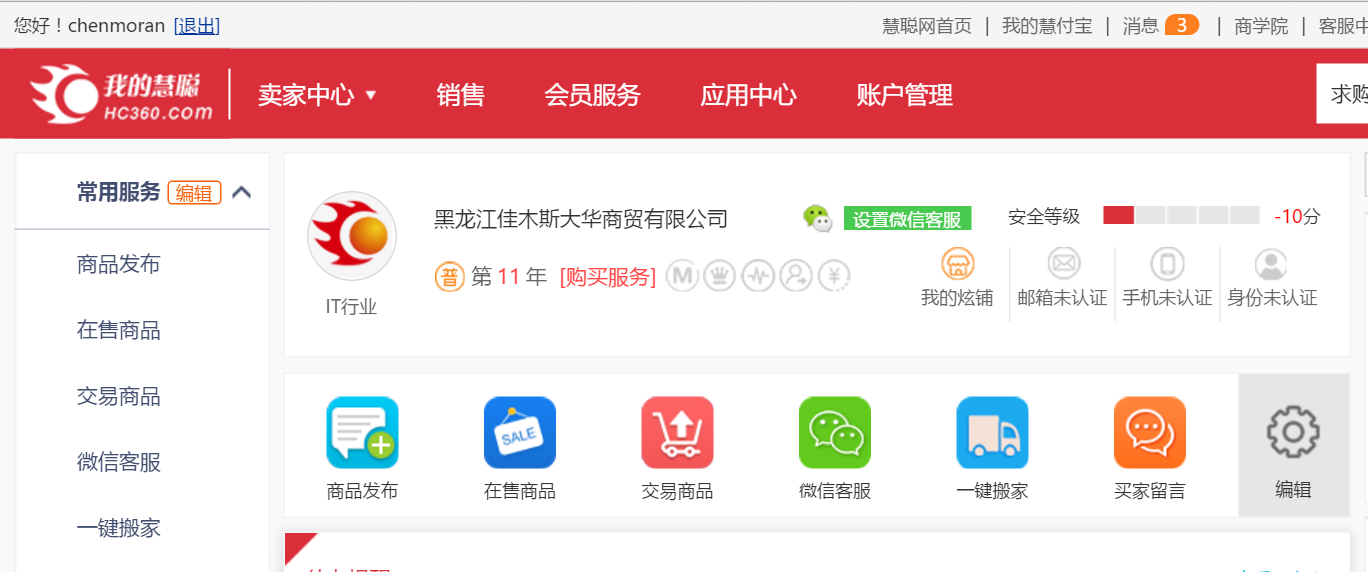 您好！chenmoran [退出]
慧聪网首页 | 我的慧付宝 | 消息 3 | 商学院 | 客服中
我的慧聪
HC360.com
卖家中心 ▼ 销售 会员服务 应用中心 账户管理
求购
常用服务 编辑
商品发布
在售商品
交易商品
微信客服
一键搬家
IT行业
黑龙江佳木斯大华商贸有限公司
设置微信客服
安全等级 -10分
普 第 11 年 [购买服务] M
我的炫铺 邮箱未认证 手机未认证 身份未认证
SALE
商品发布 在售商品 交易商品 微信客服 一键搬家 买家留言 编辑